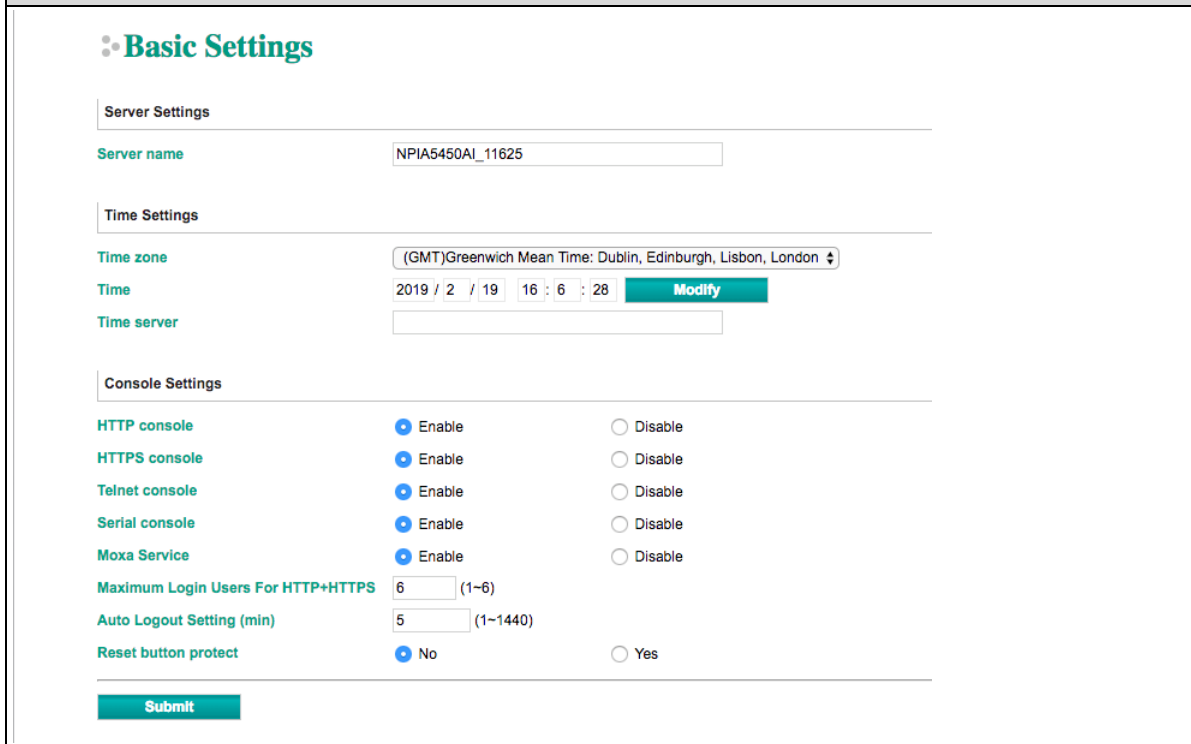 Basic Settings
Server Settings
Server name NPIA5450AI_11625
Time Settings
Time zone (GMT)Greenwich Mean Time: Dublin, Edinburgh, Lisbon, London
Time 2019 / 2 / 19 16 : 6 : 28 Modify
Time server
Console Settings
HTTP console Enable Disable
HTTPS console Enable Disable
Telnet console Enable Disable
Serial console Enable Disable
Moxa Service Enable Disable
Maximum Login Users For HTTP+HTTPS 6 (1~6)
Auto Logout Setting (min) 5 (1~1440)
Reset button protect No Yes
Submit